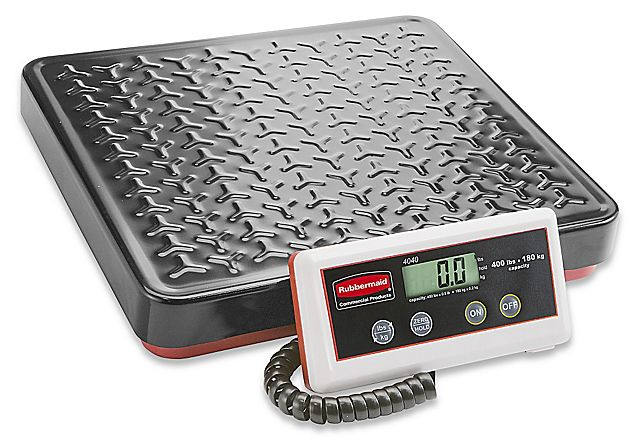 4040
Rubbermaid
Commercial Products
0.0
lbs
hold
kg
400 lbs • 180 kg
capacity
lbs
kg
ZERO
HOLD
ON
OFF